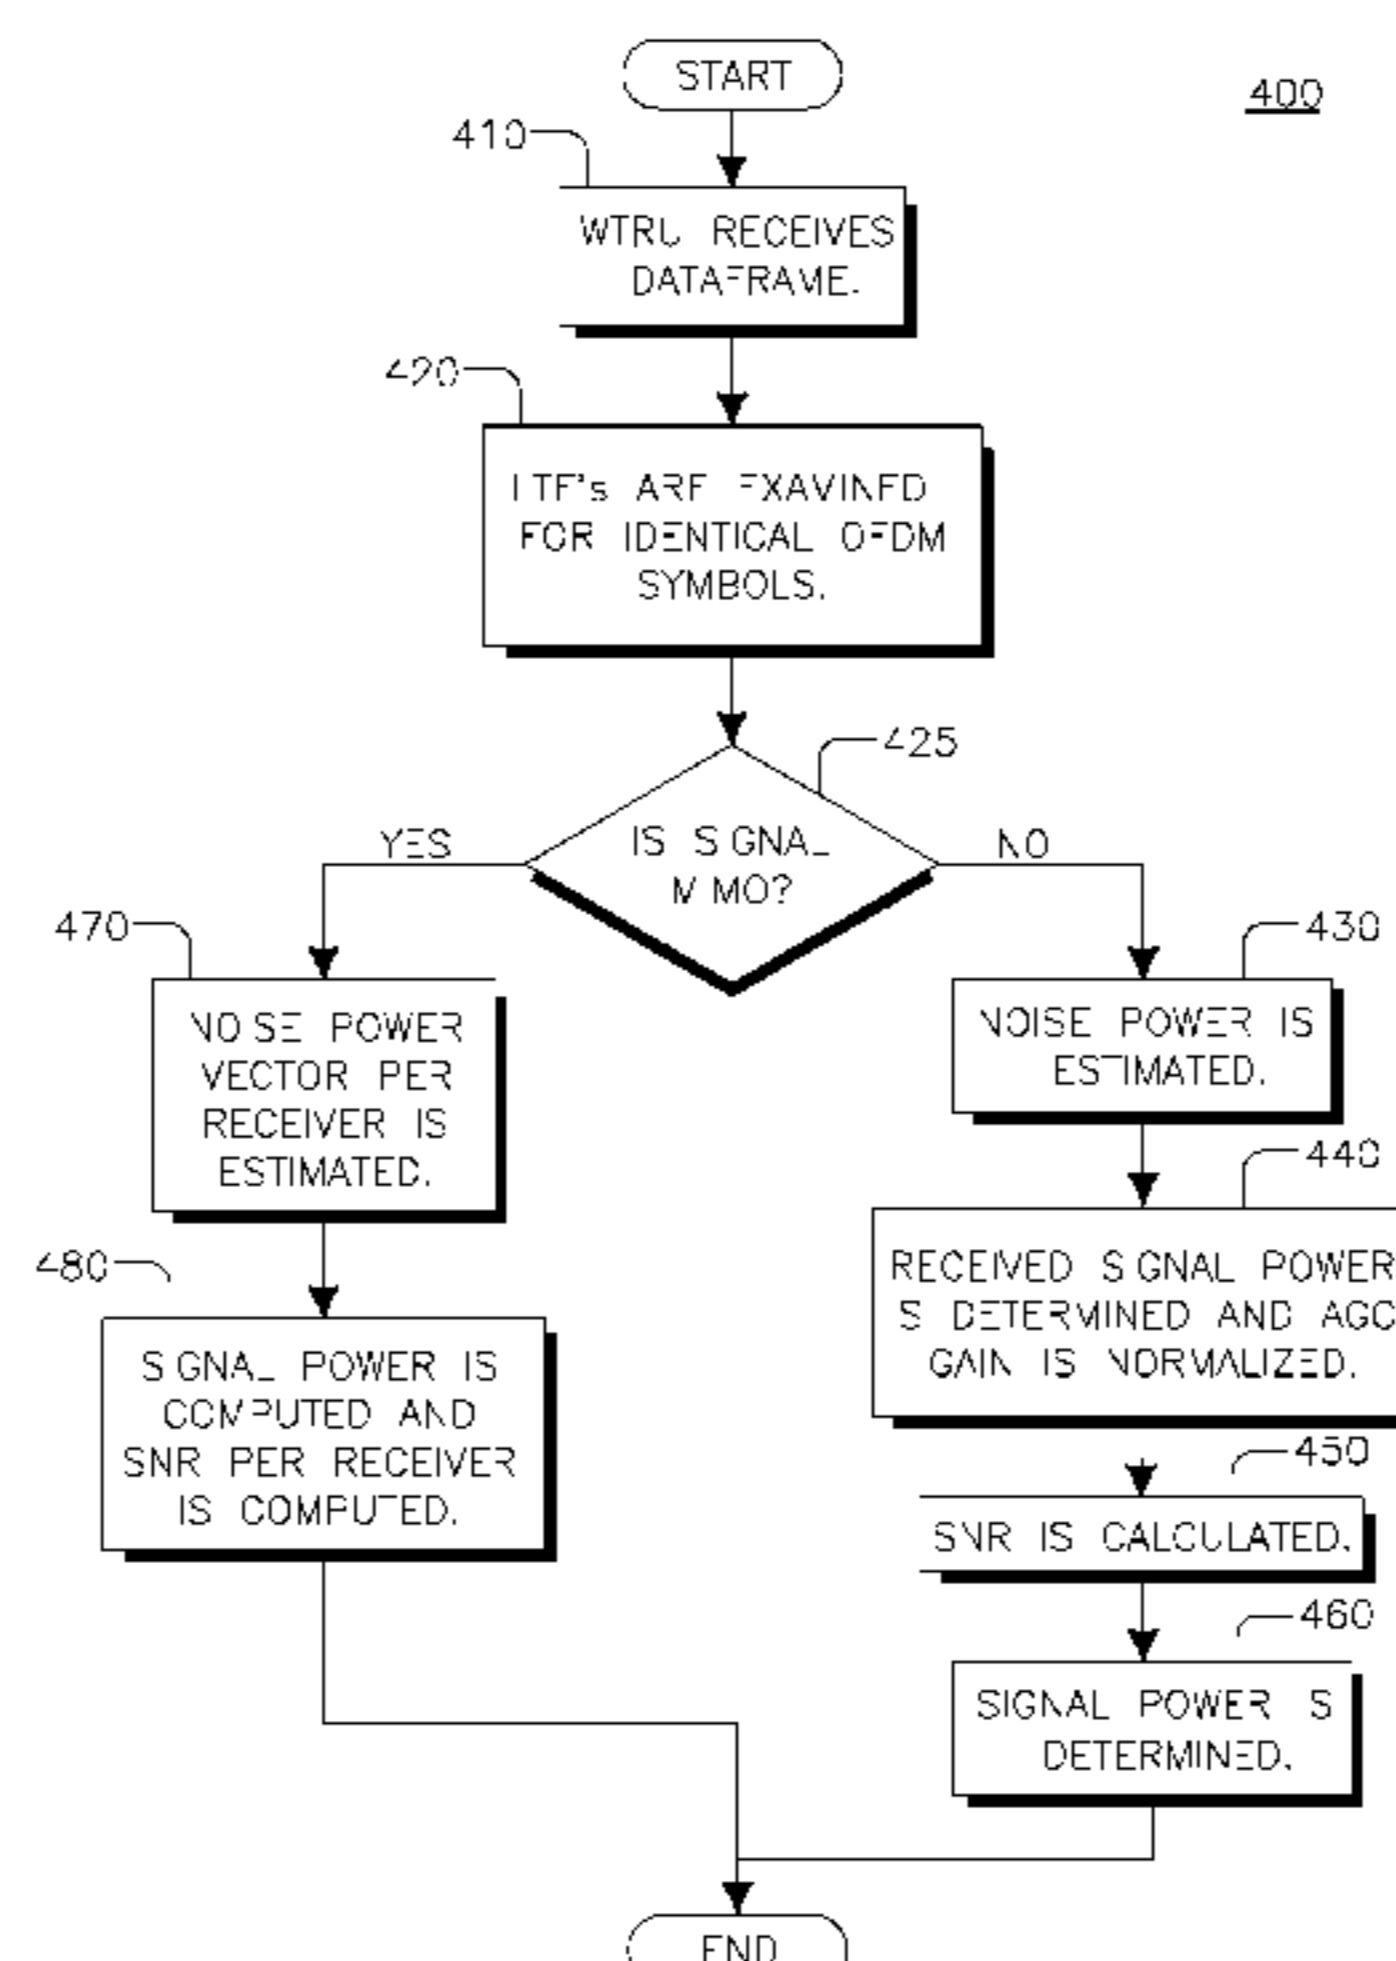 START
400
410
WTRU RECEIVES
DATAFRAME.
420
LTF's ARE EXAMINED
FOR IDENTICAL OFDM
SYMBOLS.
425
IS SIGNAL
MIMO?
YES
NO
470
NOISE POWER
VECTOR PER
RECEIVER IS
ESTIMATED.
430
NOISE POWER IS
ESTIMATED.
440
RECEIVED SIGNAL POWER
IS DETERMINED AND AGC
GAIN IS NORMALIZED.
480
SIGNAL POWER IS
COMPUTED AND
SNR PER RECEIVER
IS COMPUTED.
450
SNR IS CALCULATED.
460
SIGNAL POWER IS
DETERMINED.
END